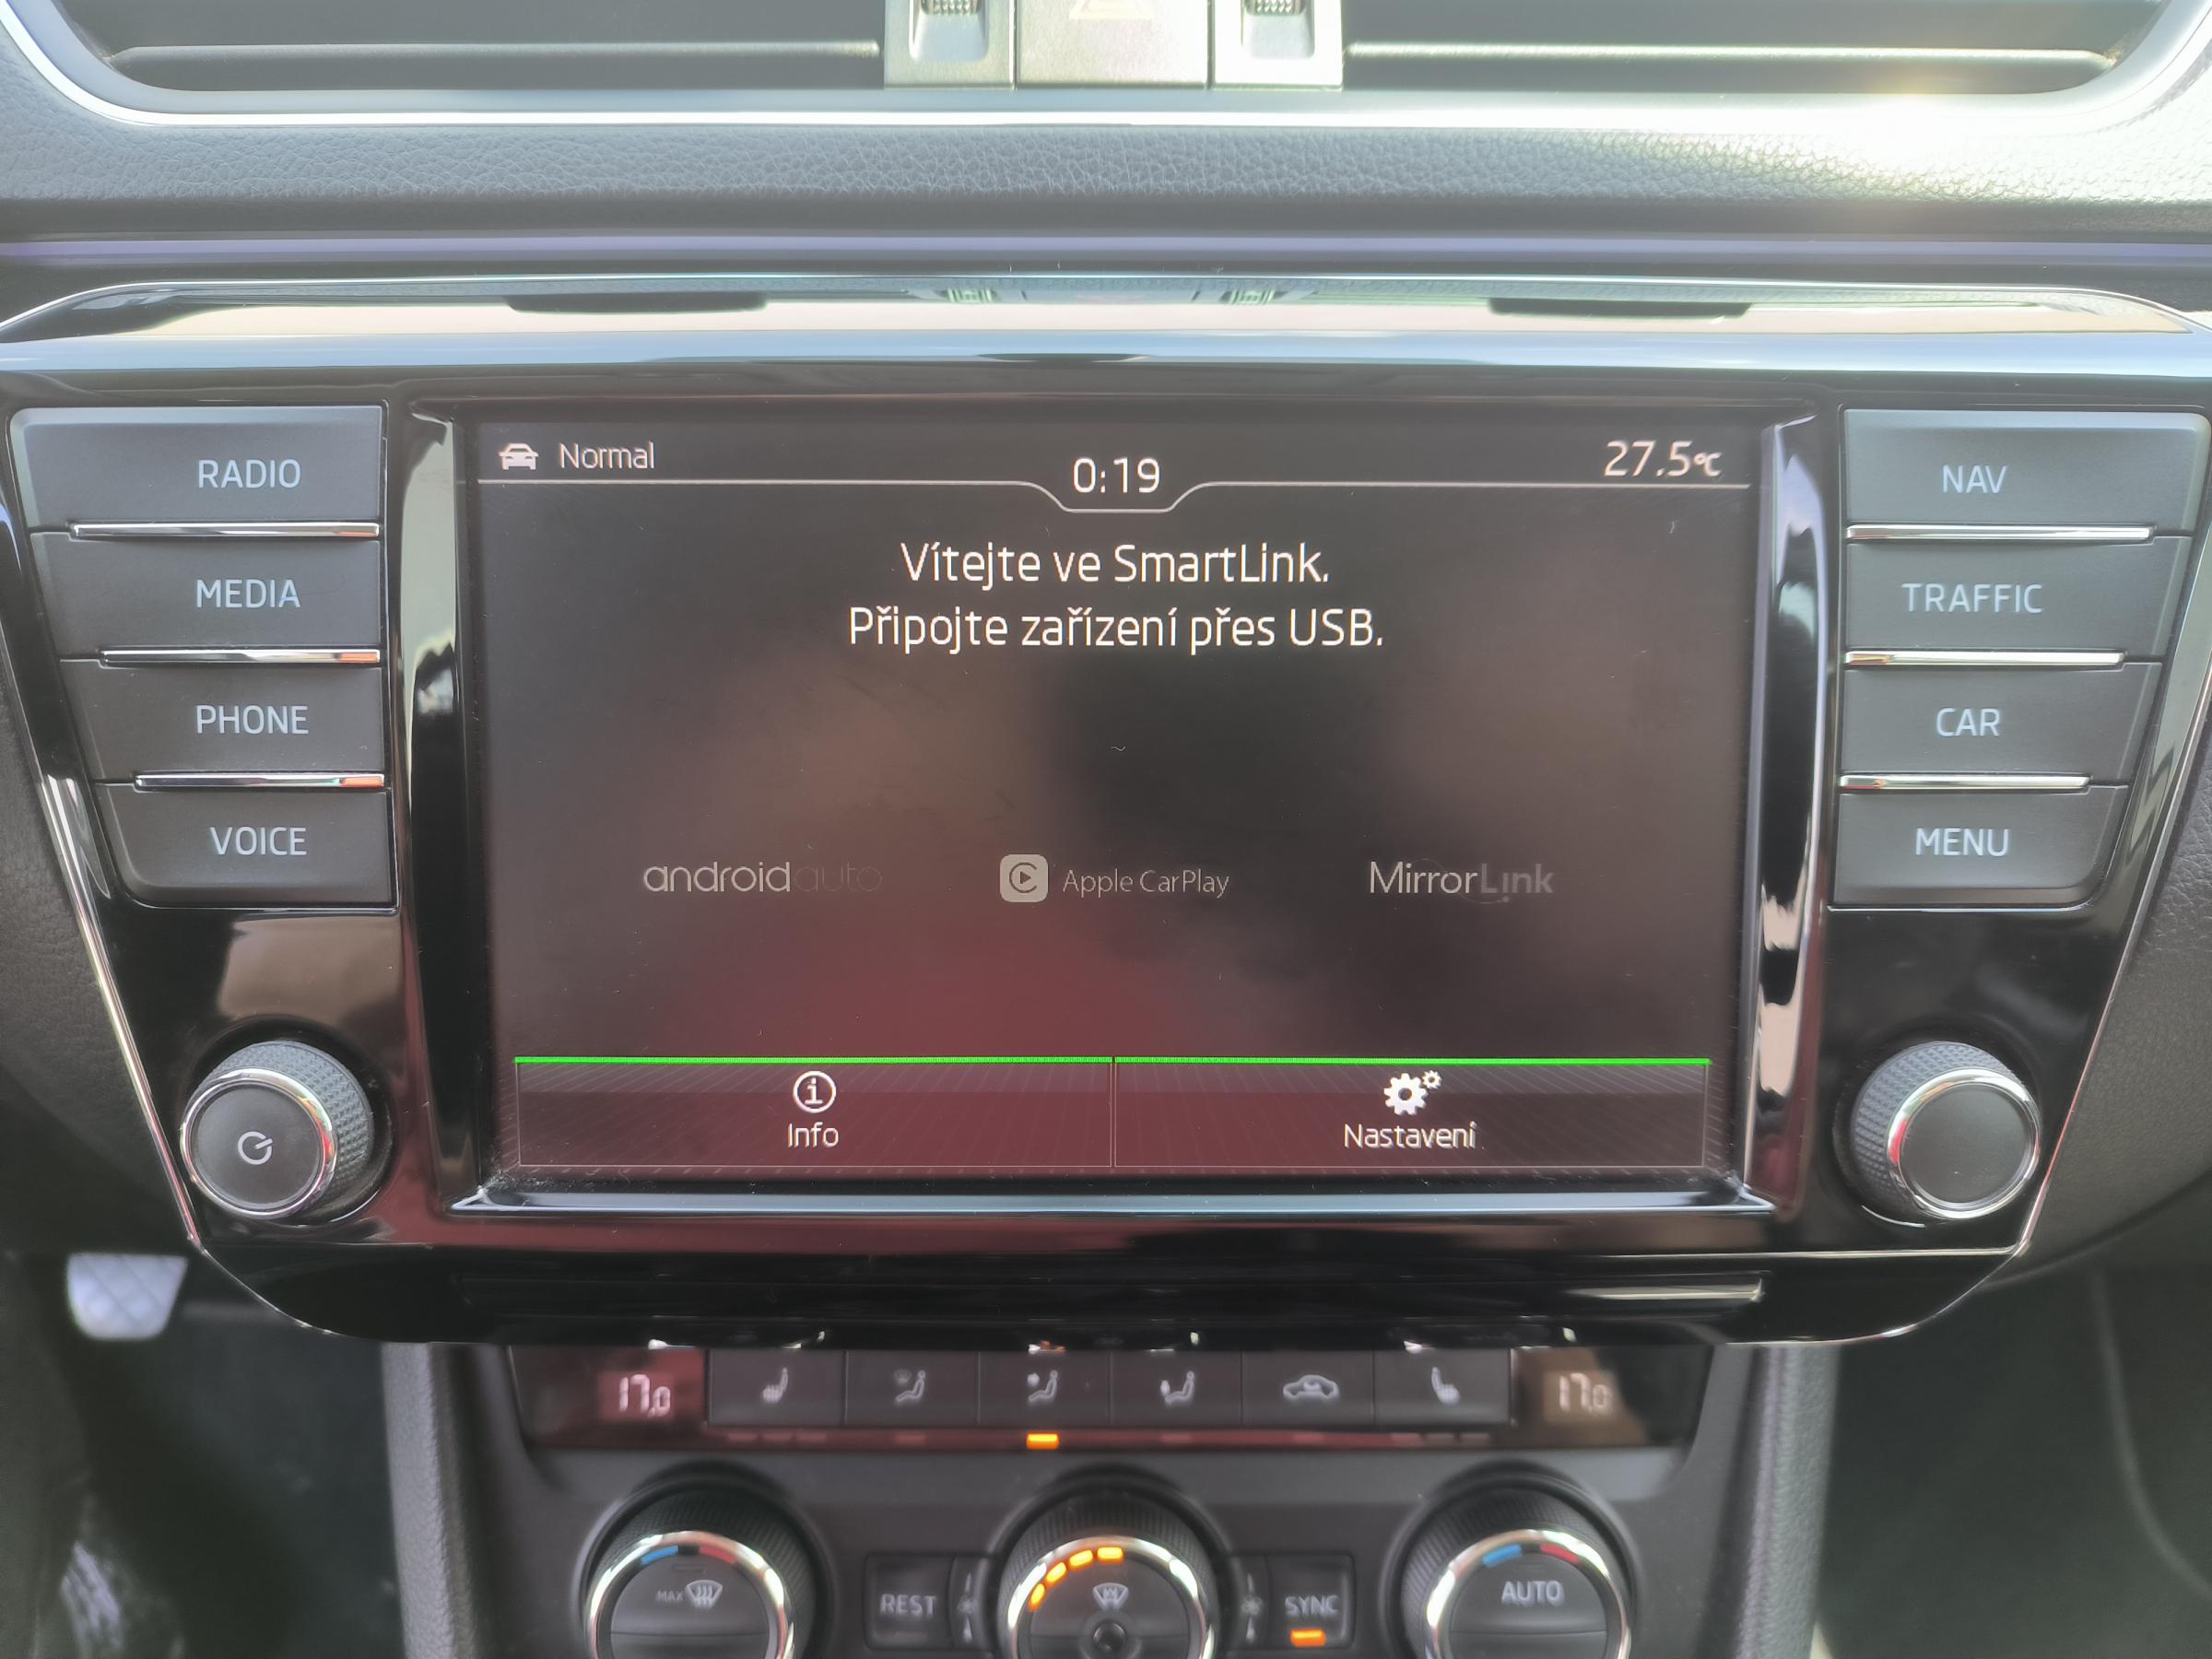 Normal
0:19
27.5°C
RADIO
MEDIA
PHONE
VOICE
Vítejte ve SmartLink.
Připojte zařízení přes USB.
androidauto
Apple CarPlay
MirrorLink
Info
Nastavení
NAV
TRAFFIC
CAR
MENU
17,0
17,0
MAX
REST
SYNC
AUTO